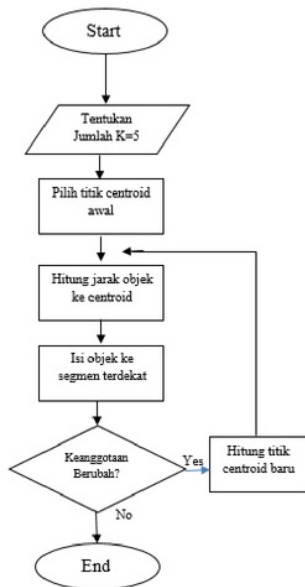 Start
Tentukan
Jumlah K=5
Pilih titik centroid
awal
Hitung jarak objek
ke centroid
Isi objek ke
segmen terdekat
Keanggotaan
Berubah?
Yes
Hitung titik
centroid baru
No
End